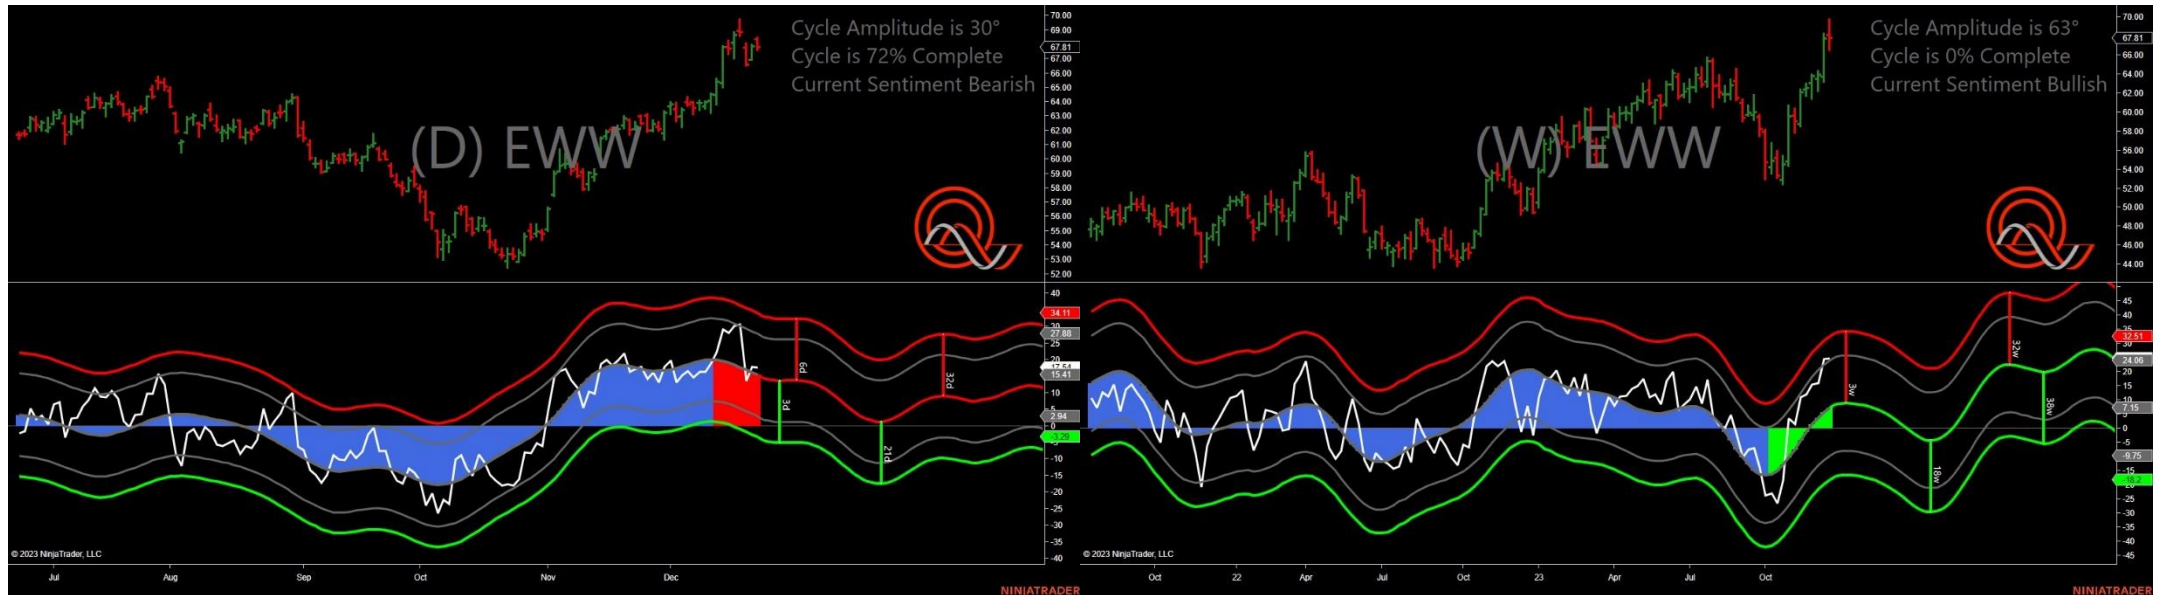 Cycle Amplitude is 30°
Cycle is 72% Complete
Current Sentiment Bearish
(D) EWW
70.00
69.00
67.81
67.00
66.00
65.00
64.00
63.00
62.00
61.00
60.00
59.00
58.00
57.00
56.00
55.00
54.00
53.00
52.00
40
34.11
30
27.88
25
20
15.41
10
5
2.94
0
-3.29
-10
-15
-20
-25
-30
-35
-40
6d
3d
32d
21d
© 2023 NinjaTrader, LLC
Jul
Aug
Sep
Oct
Nov
Dec
NINJATRADER
Cycle Amplitude is 63°
Cycle is 0% Complete
Current Sentiment Bullish
(W) EWW
70.00
67.81
66.00
64.00
62.00
60.00
58.00
56.00
54.00
52.00
50.00
48.00
46.00
44.00
45
40
35
32.51
30
24.06
20
15
10
7.15
5
0
-5
-9.75
-15
-18.2
-20
-25
-30
-35
-40
-45
3w
32w
18w
38w
© 2023 NinjaTrader, LLC
Oct
22
Apr
Jul
Oct
23
Apr
Jul
Oct
NINJATRADER